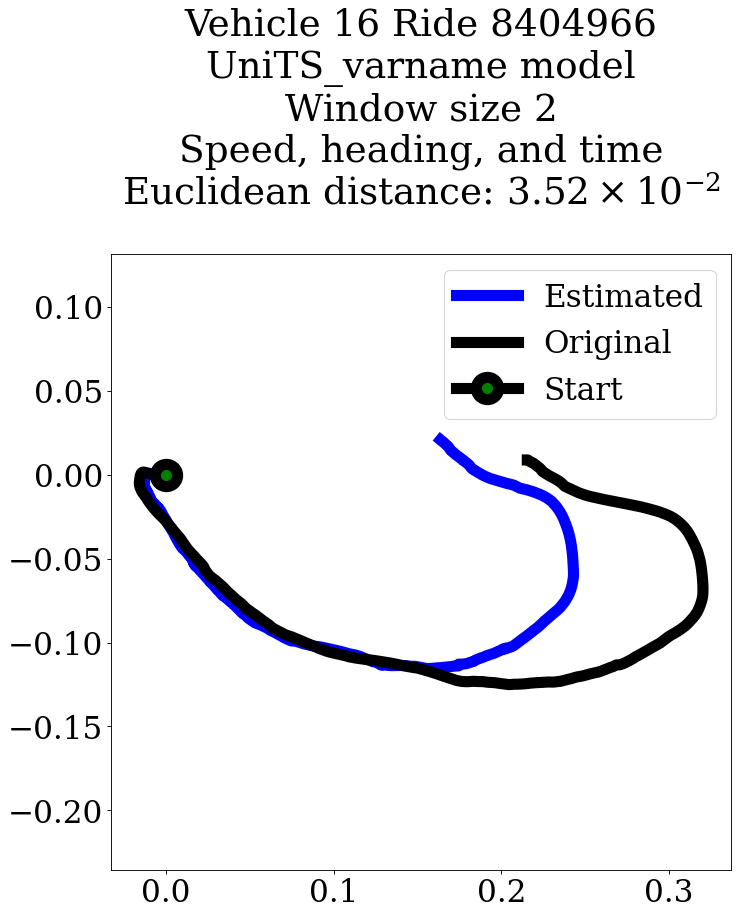 Vehicle 16 Ride 8404966
UniTS_varname model
Window size 2
Speed, heading, and time
Euclidean distance: 3.52 × 10⁻²
Estimated
Original
Start
0.10
0.05
0.00
−0.05
−0.10
−0.15
−0.20
0.0 0.1 0.2 0.3